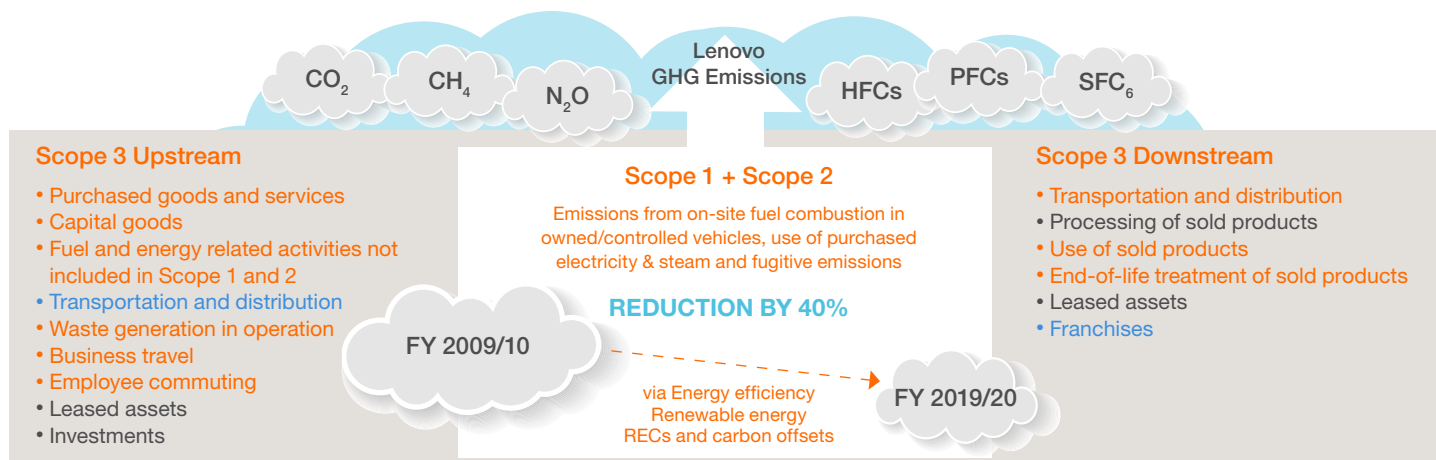 Lenovo
GHG Emissions
CO2
CH4
N2O
HFCs
PFCs
SFC6
Scope 3 Upstream
• Purchased goods and services
• Capital goods
• Fuel and energy related activities not
included in Scope 1 and 2
• Transportation and distribution
• Waste generation in operation
• Business travel
• Employee commuting
• Leased assets
• Investments
Scope 1 + Scope 2
Emissions from on-site fuel combustion in
owned/controlled vehicles, use of purchased
electricity & steam and fugitive emissions
REDUCTION BY 40%
FY 2009/10
via Energy efficiency
Renewable energy
RECs and carbon offsets
FY 2019/20
Scope 3 Downstream
• Transportation and distribution
• Processing of sold products
• Use of sold products
• End-of-life treatment of sold products
• Leased assets
• Franchises